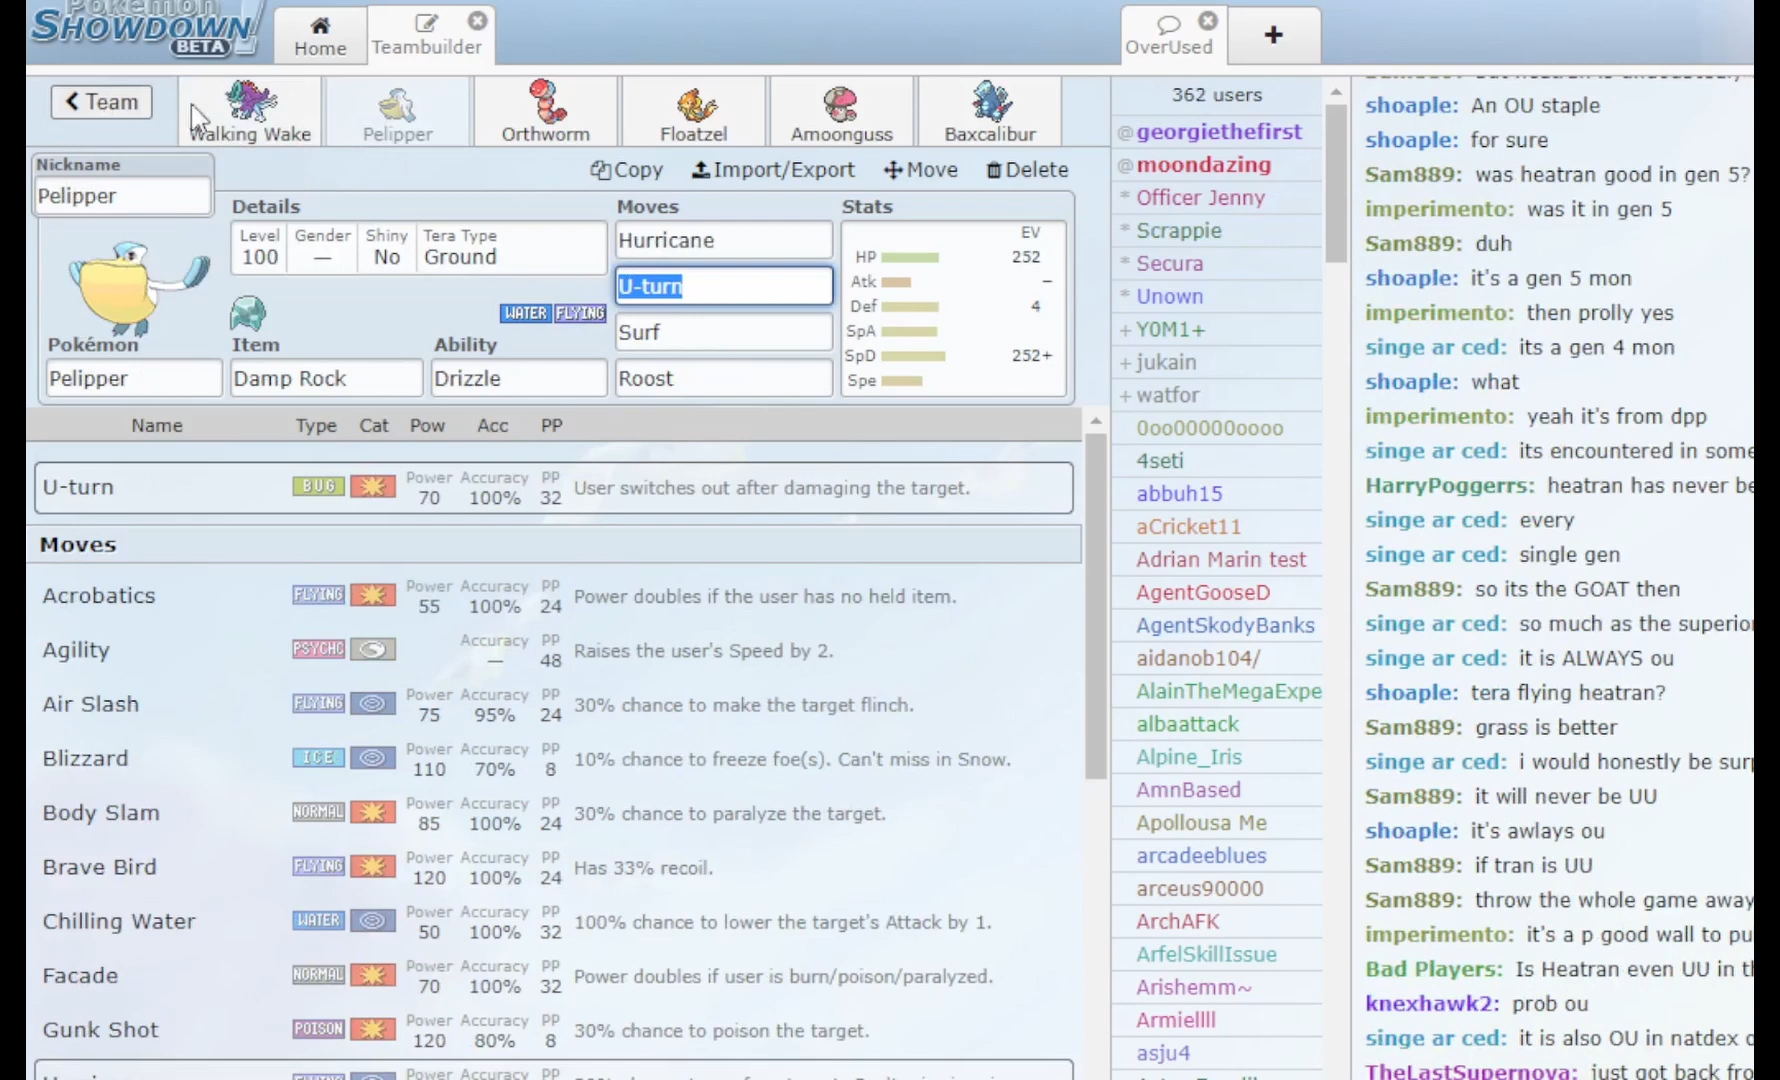 Pokémon
SHOWDOWN!
BETA
Home
Teambuilder
OverUsed
+
Team
Walking Wake
Pelipper
Orthworm
Floatzel
Amoonguss
Baxcalibur
Nickname
Pelipper
Copy
Import/Export
Move
Delete
Details
Level
100
Gender
—
Shiny
No
Tera Type
Ground
WATER FLYING
Pokémon
Pelipper
Item
Damp Rock
Ability
Drizzle
Moves
Hurricane
U-turn
Surf
Roost
Stats
EV
HP 252
Atk –
Def 4
SpA
SpD 252+
Spe
Name Type Cat Pow Acc PP
U-turn BUG Power 70 Accuracy 100% PP 32 User switches out after damaging the target.
Moves
Acrobatics FLYING Power 55 Accuracy 100% PP 24 Power doubles if the user has no held item.
Agility PSYCHC Accuracy — PP 48 Raises the user's Speed by 2.
Air Slash FLYING Power 75 Accuracy 95% PP 24 30% chance to make the target flinch.
Blizzard ICE Power 110 Accuracy 70% PP 8 10% chance to freeze foe(s). Can't miss in Snow.
Body Slam NORMAL Power 85 Accuracy 100% PP 24 30% chance to paralyze the target.
Brave Bird FLYING Power 120 Accuracy 100% PP 24 Has 33% recoil.
Chilling Water WATER Power 50 Accuracy 100% PP 32 100% chance to lower the target's Attack by 1.
Facade NORMAL Power 70 Accuracy 100% PP 32 Power doubles if user is burn/poison/paralyzed.
Gunk Shot POISON Power 120 Accuracy 80% PP 8 30% chance to poison the target.
Power Accuracy PP
362 users
@georgiethefirst
@moondazing
* Officer Jenny
* Scrappie
* Secura
* Unown
+ Y0M1+
+ jukain
+ watfor
0oo00000oooo
4seti
abbuh15
aCricket11
Adrian Marin test
AgentGooseD
AgentSkodyBanks
aidanob104/
AlainTheMegaExpe
albaattack
Alpine_Iris
AmnBased
Apollousa Me
arcadeeblues
arceus90000
ArchAFK
ArfelSkillIssue
Arishemm~
Armiellll
asju4
shoaple: An OU staple
shoaple: for sure
Sam889: was heatran good in gen 5?
imperimento: was it in gen 5
Sam889: duh
shoaple: it's a gen 5 mon
imperimento: then prolly yes
singe ar ced: its a gen 4 mon
shoaple: what
imperimento: yeah it's from dpp
singe ar ced: its encountered in some
HarryPoggerrs: heatran has never be
singe ar ced: every
singe ar ced: single gen
Sam889: so its the GOAT then
singe ar ced: so much as the superior
singe ar ced: it is ALWAYS ou
shoaple: tera flying heatran?
Sam889: grass is better
singe ar ced: i would honestly be surp
Sam889: it will never be UU
shoaple: it's awlays ou
Sam889: if tran is UU
Sam889: throw the whole game away
imperimento: it's a p good wall to pu
Bad Players: Is Heatran even UU in th
knexhawk2: prob ou
singe ar ced: it is also OU in natdex o
TheLastSupernova: just got back fro